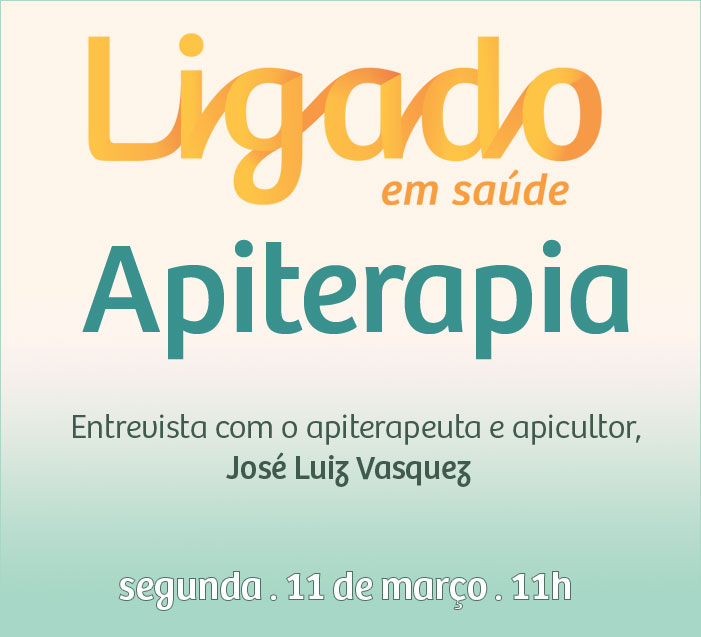 Ligado
em saúde
Apiterapia
Entrevista com o apiterapeuta e apicultor,
José Luiz Vasquez
segunda . 11 de março . 11h